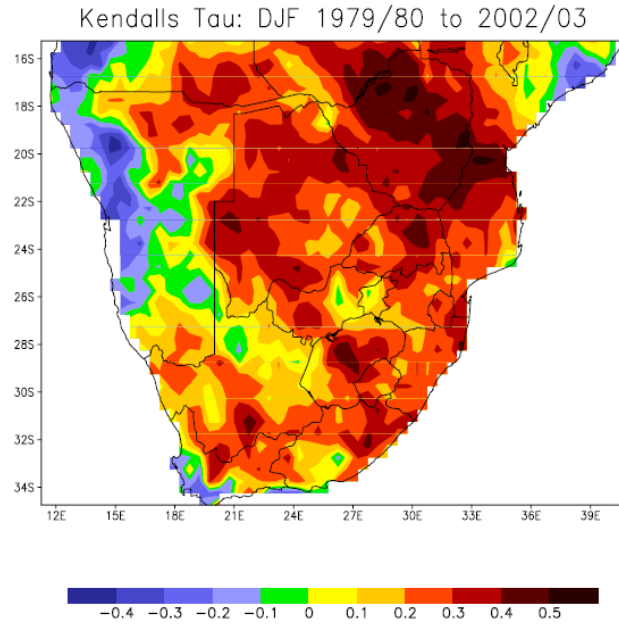 Kendalls Tau: DJF 1979/80 to 2002/03
16S
18S
20S
22S
24S
26S
28S
30S
32S
34S
12E 15E 18E 21E 24E 27E 30E 33E 36E 39E
-0.4 -0.3 -0.2 -0.1 0 0.1 0.2 0.3 0.4 0.5